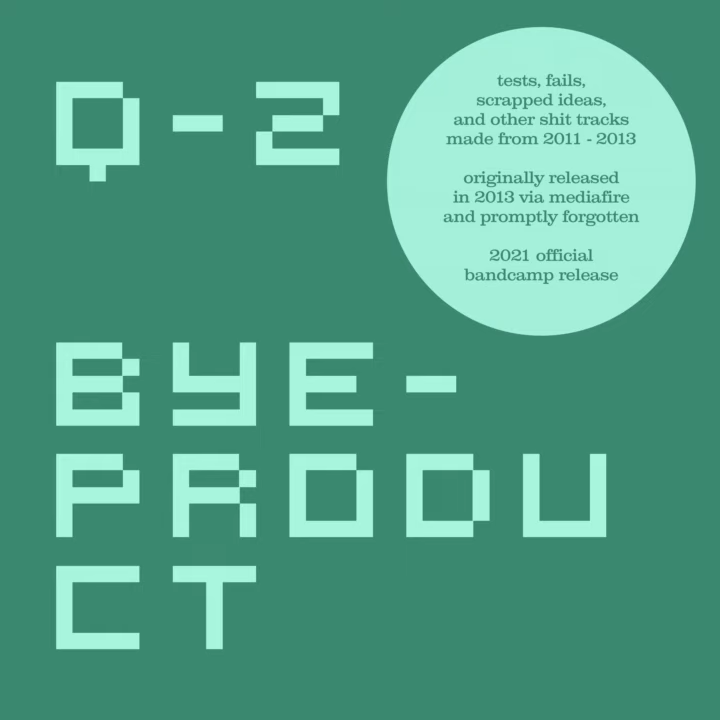 Q-Z
tests, fails,
scrapped ideas,
and other shit tracks
made from 2011 - 2013
originally released
in 2013 via mediafire
and promptly forgotten
2021 official
bandcamp release
BYE-
PRODU
CT